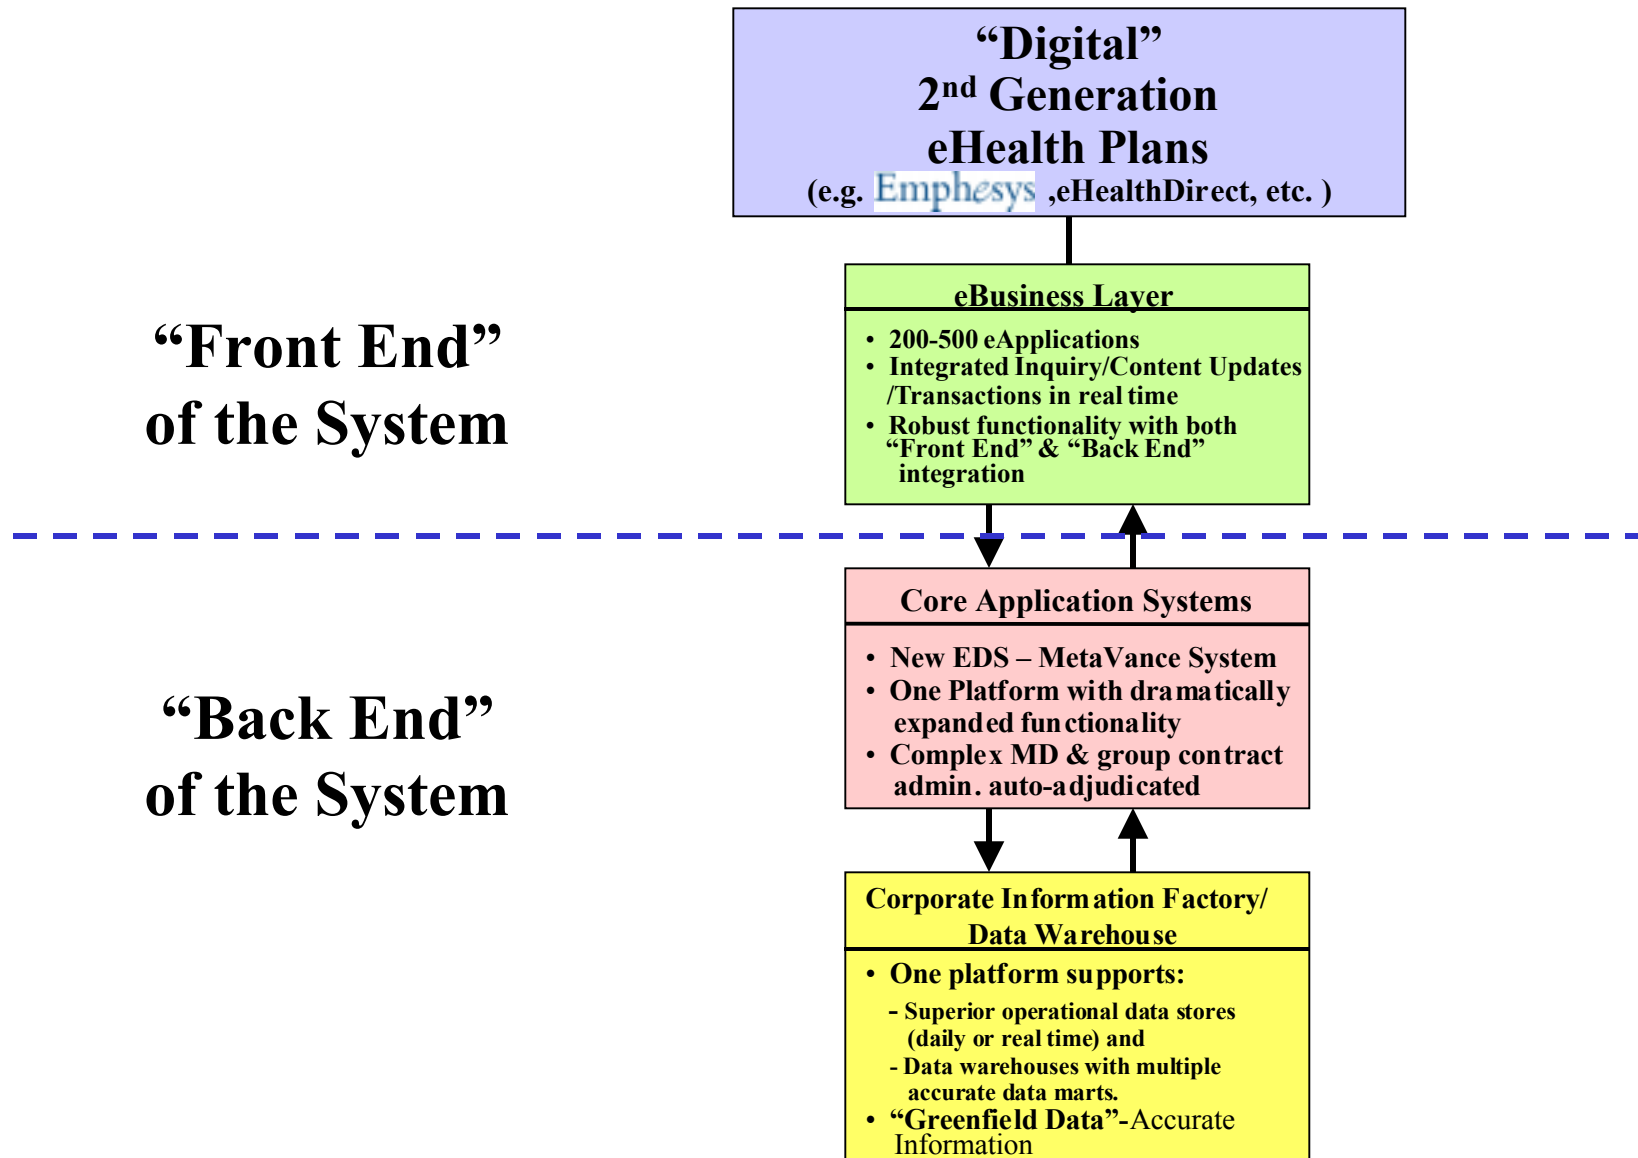 “Digital”
2nd Generation
eHealth Plans
(e.g. Emphesys ,eHealthDirect, etc. )
“Front End”
of the System
eBusiness Layer
• 200-500 eApplications
• Integrated Inquiry/Content Updates
/Transactions in real time
• Robust functionality with both
“Front End” & “Back End”
integration
“Back End”
of the System
Core Application Systems
• New EDS – MetaVance System
• One Platform with dramatically
expanded functionality
• Complex MD & group contract
admin. auto-adjudicated
Corporate Information Factory/
Data Warehouse
• One platform supports:
- Superior operational data stores
(daily or real time) and
- Data warehouses with multiple
accurate data marts.
• “Greenfield Data”-Accurate
Information